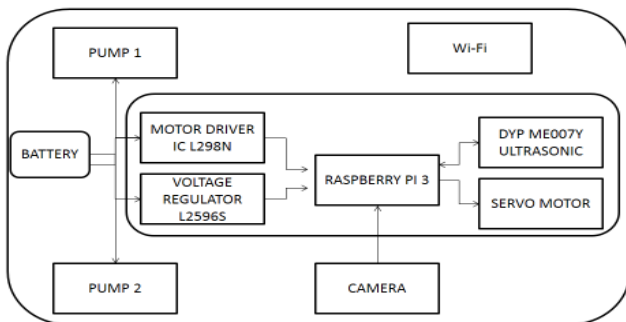 PUMP 1
Wi-Fi
BATTERY
MOTOR DRIVER
IC L298N
VOLTAGE
REGULATOR
L2596S
RASPBERRY PI 3
DYP ME007Y
ULTRASONIC
SERVO MOTOR
PUMP 2
CAMERA